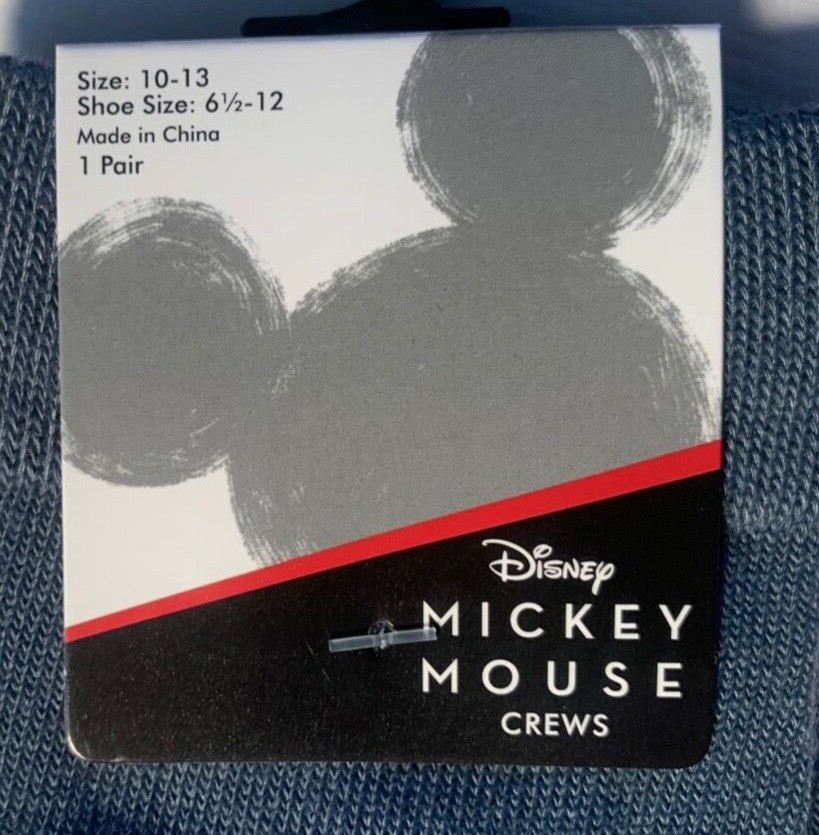 Size: 10-13
Shoe Size: 6½-12
Made in China
1 Pair
Disney
MICKEY
MOUSE
CREWS